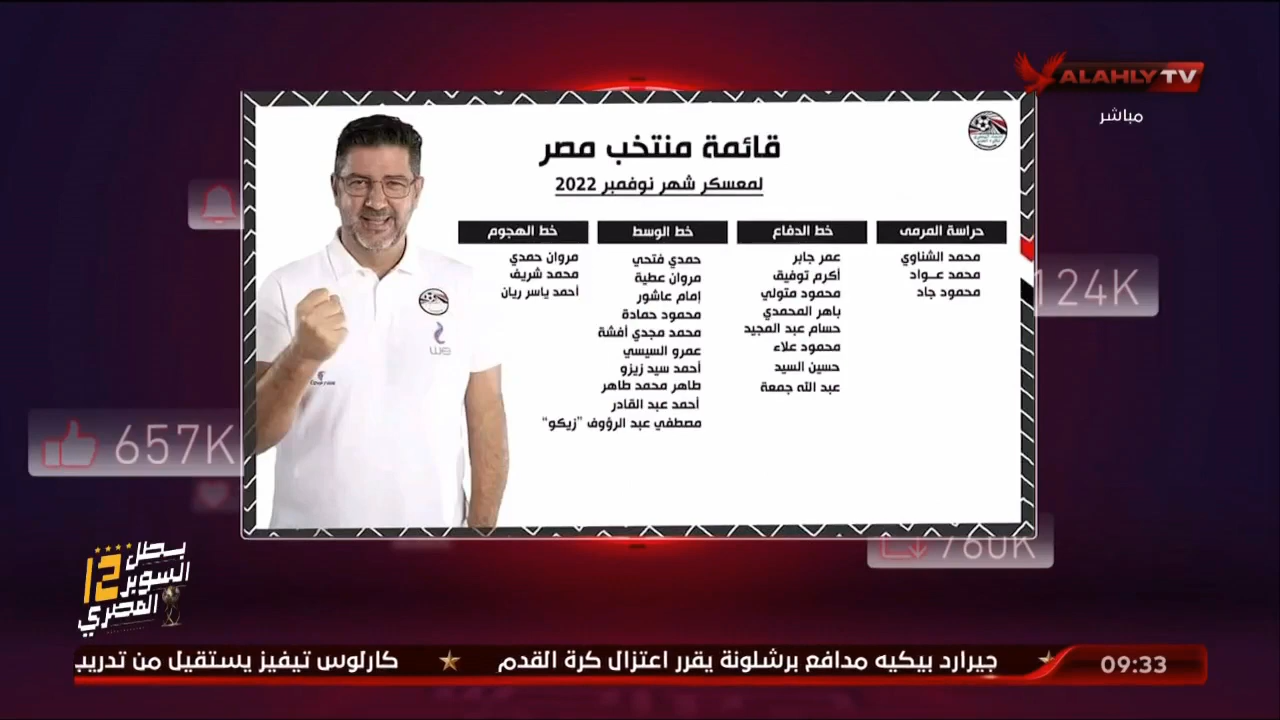 ALAHLY TV
مباشر
قائمة منتخب مصر
لمعسكر شهر نوفمبر 2022
حراسة المرمى
محمد الشناوي
محمد عــواد
محمود جاد
خط الدفاع
عمر جابر
أكرم توفيق
محمود متولي
باهر المحمدي
حسام عبد المجيد
محمود علاء
حسين السيد
عبد الله جمعة
خط الوسط
حمدي فتحي
مروان عطية
إمام عاشور
محمود حمادة
محمد مجدي أفشة
عمرو السيسي
أحمد سيد زيزو
طاهر محمد طاهر
أحمد عبد القادر
مصطفي عبد الرؤوف "زيكو"
خط الهجوم
مروان حمدي
محمد شريف
أحمد ياسر ريان
we
124K
657K
760K
بطل
السوبر 12
المصري
09:33
جيرارد بيكيه مدافع برشلونة يقرر اعتزال كرة القدم
كارلوس تيفيز يستقيل من تدريب